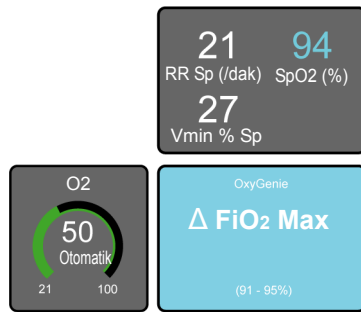 21 94
RR Sp (/dak) SpO2 (%)
27
Vmin % Sp
O2
50
Otomatik
21 100
OxyGenie
Δ FiO₂ Max
(91 - 95%)